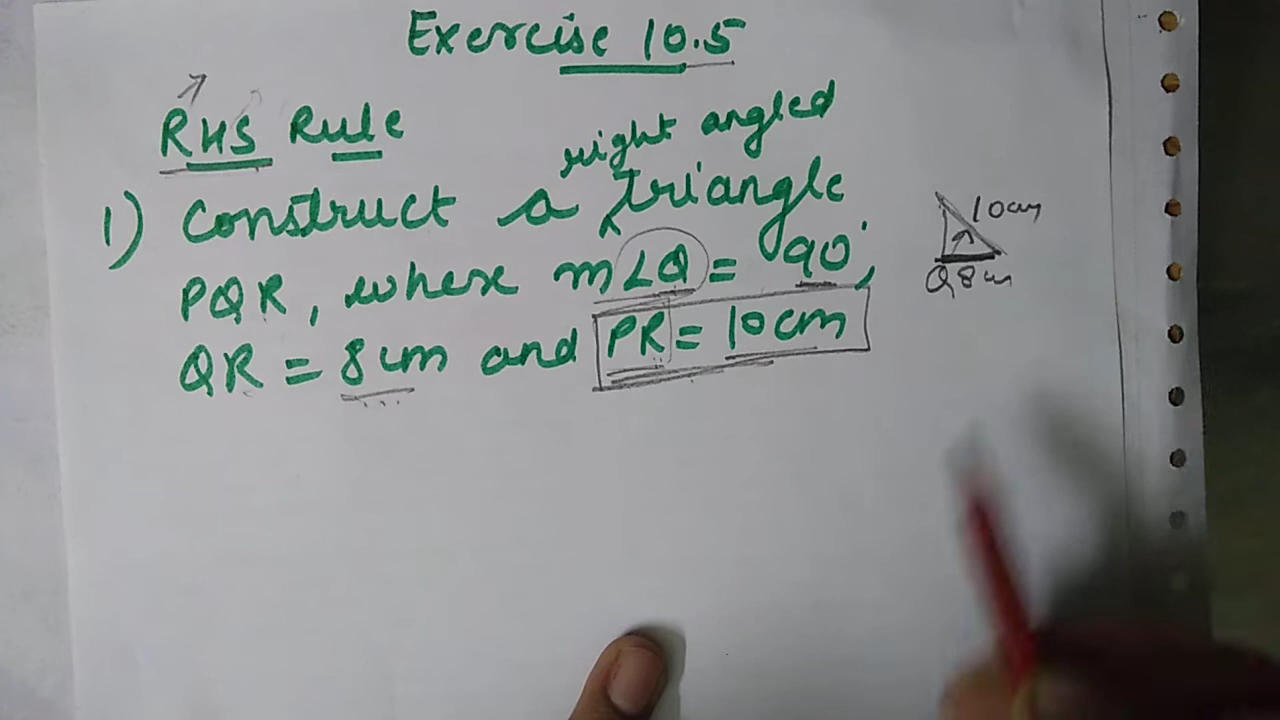 Exercise 10.5
RHS Rule
right angled
1) Construct a ^ triangle
PQR, where m∠Q = 90°,
QR = 8cm and PR = 10cm
10cm
Q 8cm